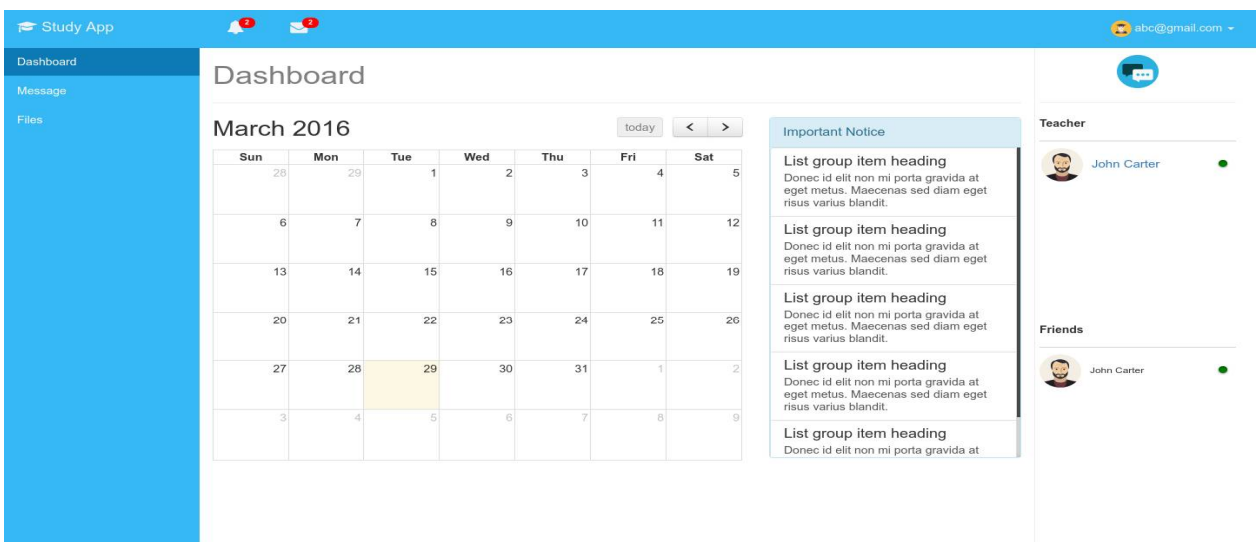 Study App
2
2
abc@gmail.com
Dashboard
Message
Files
Dashboard
March 2016
today
Sun Mon Tue Wed Thu Fri Sat
28 29 1 2 3 4 5
6 7 8 9 10 11 12
13 14 15 16 17 18 19
20 21 22 23 24 25 26
27 28 29 30 31 1 2
3 4 5 6 7 8 9
Important Notice
List group item heading
Donec id elit non mi porta gravida at
eget metus. Maecenas sed diam eget
risus varius blandit.
List group item heading
Donec id elit non mi porta gravida at
eget metus. Maecenas sed diam eget
risus varius blandit.
List group item heading
Donec id elit non mi porta gravida at
eget metus. Maecenas sed diam eget
risus varius blandit.
List group item heading
Donec id elit non mi porta gravida at
eget metus. Maecenas sed diam eget
risus varius blandit.
List group item heading
Donec id elit non mi porta gravida at
Teacher
John Carter
Friends
John Carter